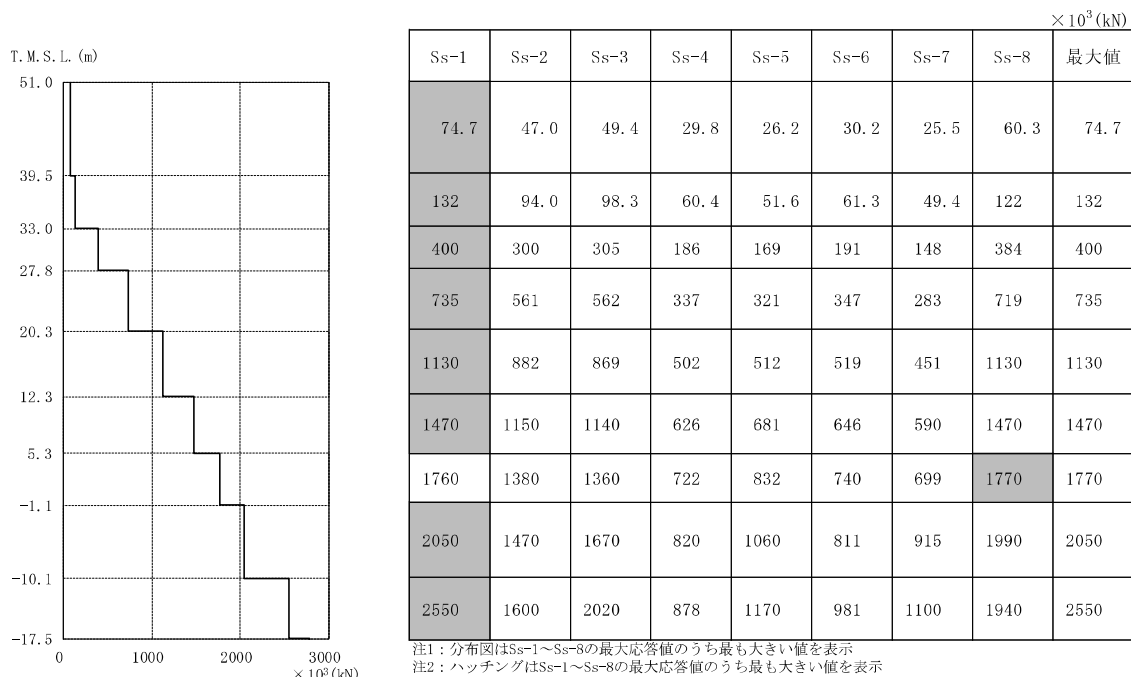 ×10³(kN)
T.M.S.L.(m)
Ss-1 Ss-2 Ss-3 Ss-4 Ss-5 Ss-6 Ss-7 Ss-8 最大値
51.0
74.7 47.0 49.4 29.8 26.2 30.2 25.5 60.3 74.7
39.5
132 94.0 98.3 60.4 51.6 61.3 49.4 122 132
33.0
400 300 305 186 169 191 148 384 400
27.8
735 561 562 337 321 347 283 719 735
20.3
1130 882 869 502 512 519 451 1130 1130
12.3
1470 1150 1140 626 681 646 590 1470 1470
5.3
1760 1380 1360 722 832 740 699 1770 1770
-1.1
2050 1470 1670 820 1060 811 915 1990 2050
-10.1
2550 1600 2020 878 1170 981 1100 1940 2550
-17.5
0 1000 2000 3000
×10³(kN)
注1：分布図はSs-1～Ss-8の最大応答値のうち最も大きい値を表示
注2：ハッチングはSs-1～Ss-8の最大応答値のうち最も大きい値を表示